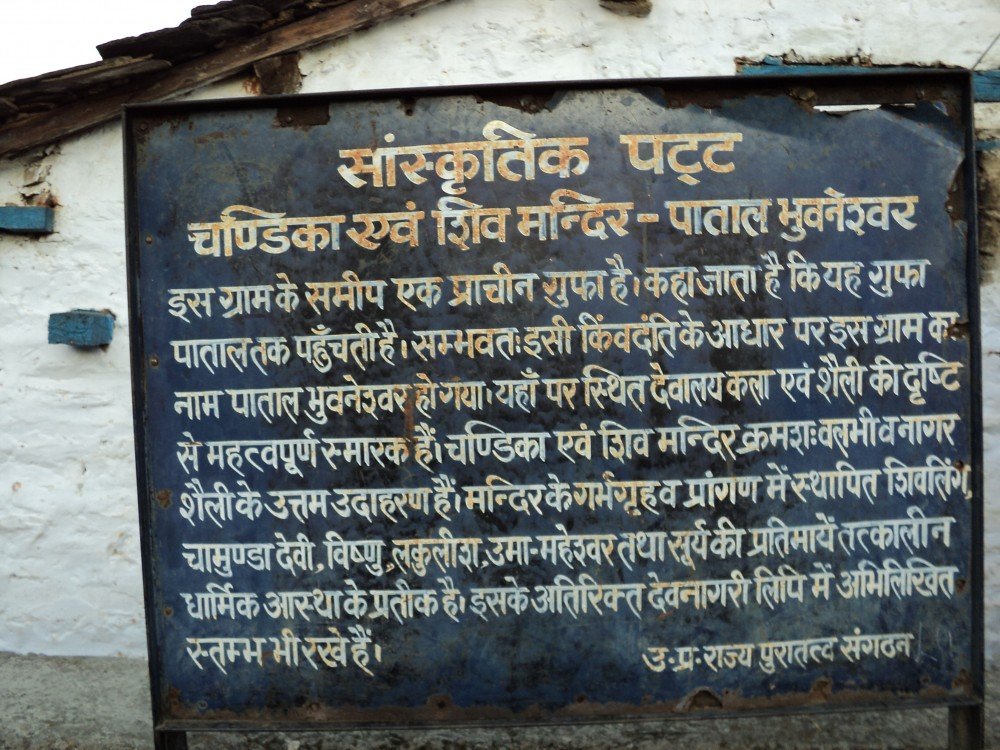 सांस्कृतिक पट्ट
चण्डिका एवं शिव मन्दिर - पाताल भुवनेश्वर
इस ग्राम के समीप एक प्राचीन गुफा है। कहा जाता है कि यह गुफा
पाताल तक पहुँचती है। सम्भवतः इसी किंवदंति के आधार पर इस ग्राम का
नाम पाताल भुवनेश्वर हो गया। यहाँ पर स्थित देवालय कला एवं शैली की दृष्टि
से महत्वपूर्ण स्मारक हैं। चण्डिका एवं शिव मन्दिर क्रमशः वलभी व नागर
शैली के उत्तम उदाहरण हैं। मन्दिर के गर्भगृह व प्रांगण में स्थापित शिवलिंग,
चामुण्डा देवी, विष्णु, लकुलीश, उमा-महेश्वर तथा सूर्य की प्रतिमायें तत्कालीन
धार्मिक आस्था के प्रतीक है। इसके अतिरिक्त देवनागरी लिपि में अभिलिखित
स्तम्भ भी रखे हैं।
उ.प्र. राज्य पुरातत्व संगठन